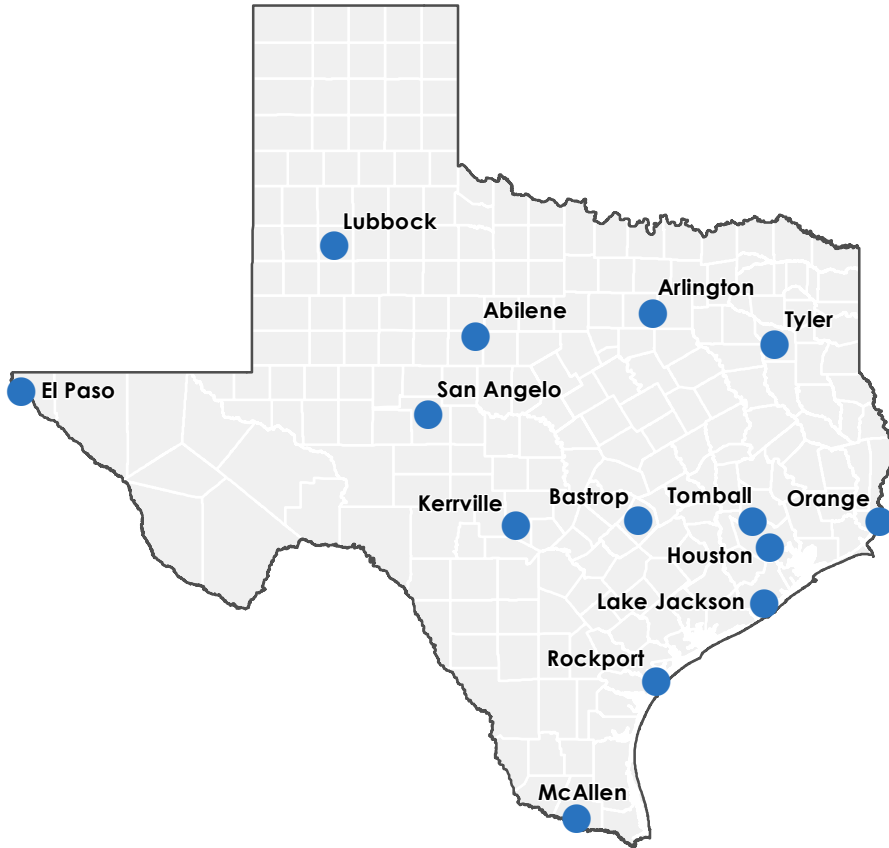 Lubbock
Arlington
Abilene
Tyler
El Paso
San Angelo
Kerrville
Bastrop
Tomball
Orange
Houston
Lake Jackson
Rockport
McAllen